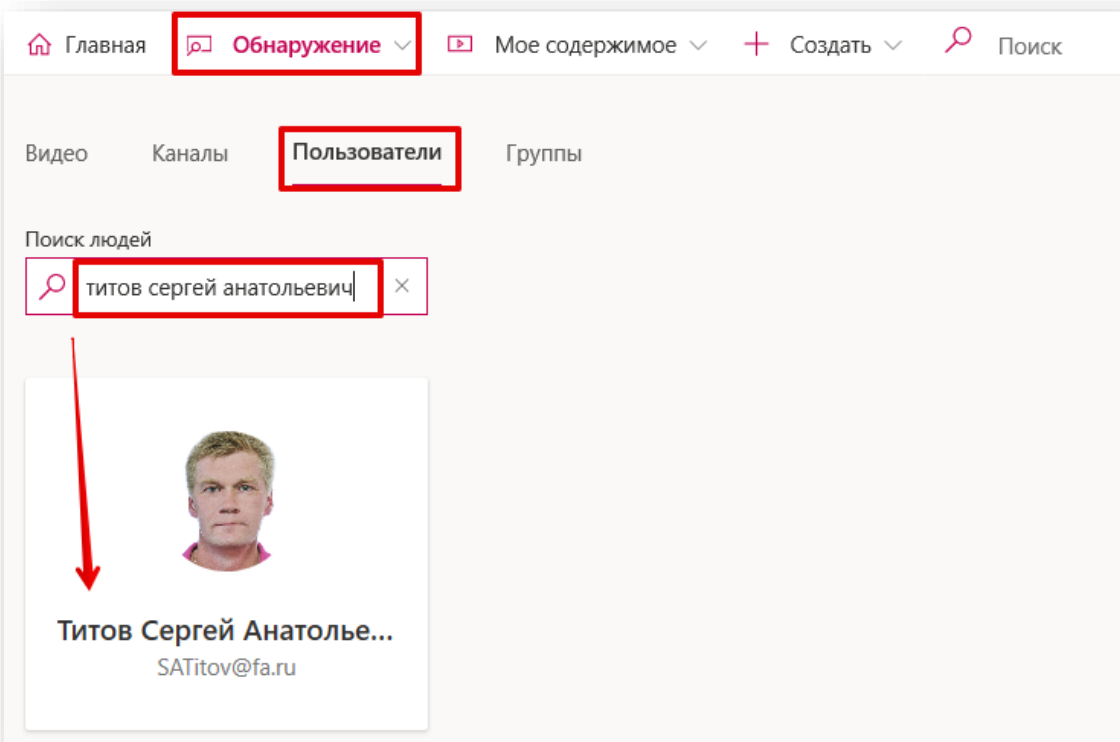 Главная Обнаружение Мое содержимое Создать Поиск
Видео Каналы Пользователи Группы
Поиск людей
титов сергей анатольевич
Титов Сергей Анатолье...
SATitov@fa.ru